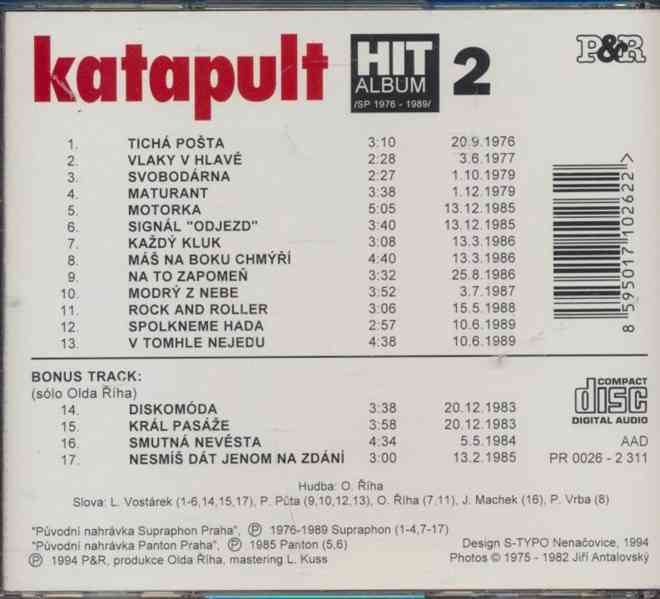 katapult HIT ALBUM /SP 1976 - 1989/ 2
P&R
1. TICHÁ POŠTA 3:10 20.9.1976
2. VLAKY V HLAVĚ 2:28 3.6.1977
3. SVOBODÁRNA 2:27 1.10.1979
4. MATURANT 3:38 1.12.1979
5. MOTORKA 5:05 13.12.1985
6. SIGNÁL "ODJEZD" 3:40 13.12.1985
7. KAŽDÝ KLUK 3:08 13.3.1986
8. MÁŠ NA BOKU CHMÝŘÍ 4:40 13.3.1986
9. NA TO ZAPOMEŇ 3:32 25.8.1986
10. MODRÝ Z NEBE 3:52 3.7.1987
11. ROCK AND ROLLER 3:06 15.5.1988
12. SPOLKNEME HADA 2:57 10.6.1989
13. V TOMHLE NEJEDU 4:38 10.6.1989
8 595017 102622 >
BONUS TRACK:
(sólo Olda Říha)
14. DISKOMÓDA 3:38 20.12.1983
15. KRÁL PASÁŽE 3:58 20.12.1983
16. SMUTNÁ NEVĚSTA 4:34 5.5.1984
17. NESMÍŠ DÁT JENOM NA ZDÁNÍ 3:00 13.2.1985
COMPACT
disc
DIGITAL AUDIO
AAD
PR 0026 - 2 311
Hudba: O. Říha
Slova: L. Vostárek (1-6,14,15,17), P. Půta (9,10,12,13), O. Říha (7,11), J. Machek (16), P. Vrba (8)
"Původní nahrávka Supraphon Praha", ℗ 1976-1989 Supraphon (1-4,7-17)
"Původní nahrávka Panton Praha", ℗ 1985 Panton (5,6)
℗ 1994 P&R, produkce Olda Říha, mastering L. Kuss
Design S-TYPO Nenačovice, 1994
Photos © 1975 - 1982 Jiří Antalovský